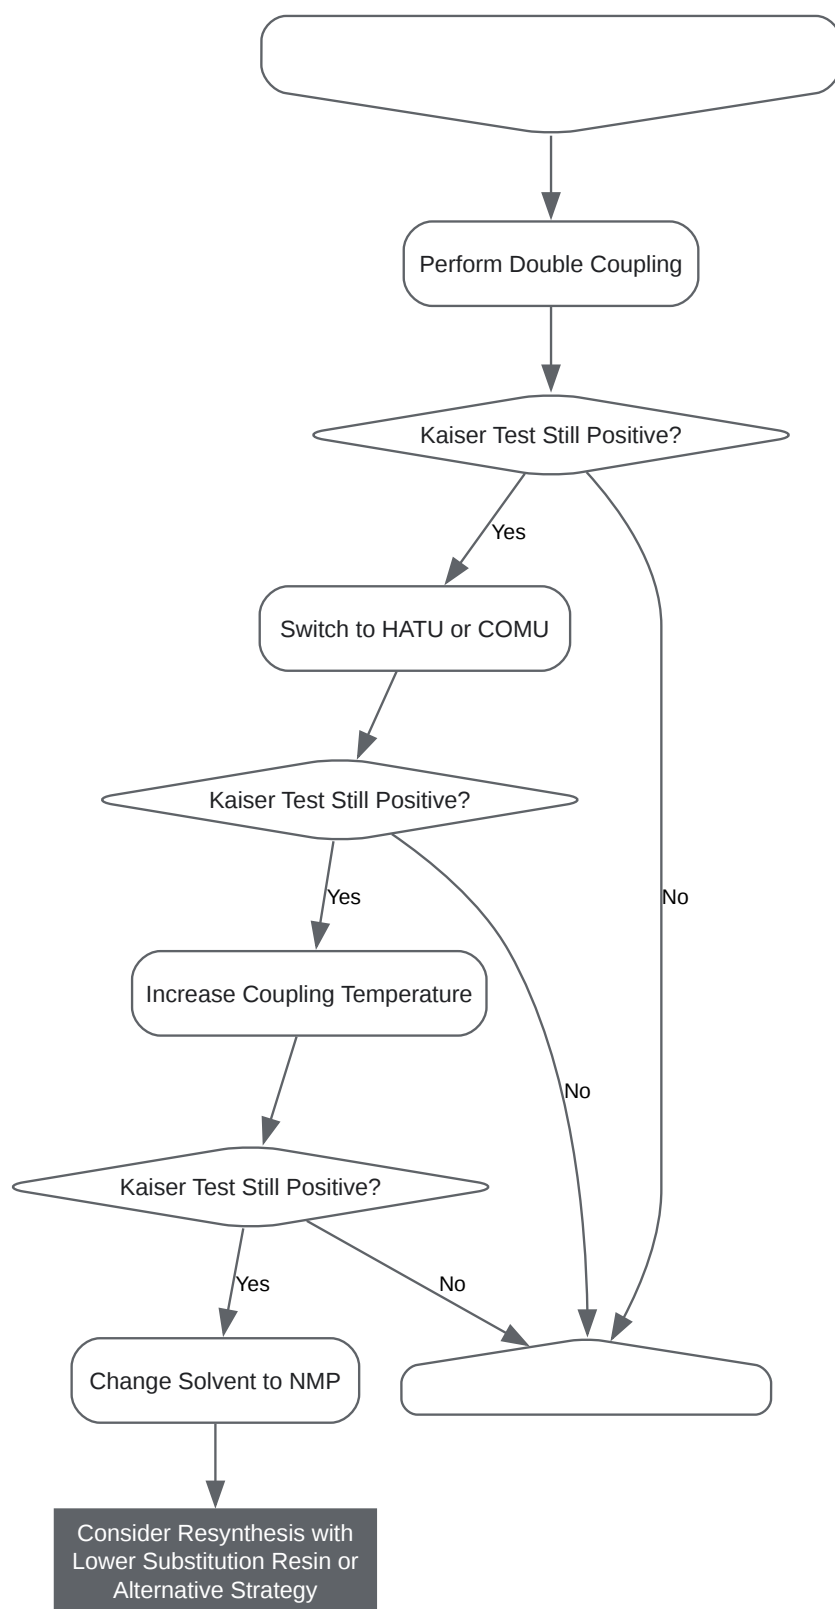 Perform Double Coupling
Kaiser Test Still Positive?
Yes
Switch to HATU or COMU
Kaiser Test Still Positive?
No
Yes
Increase Coupling Temperature
No
Kaiser Test Still Positive?
Yes
No
Change Solvent to NMP
Consider Resynthesis with
Lower Substitution Resin or
Alternative Strategy